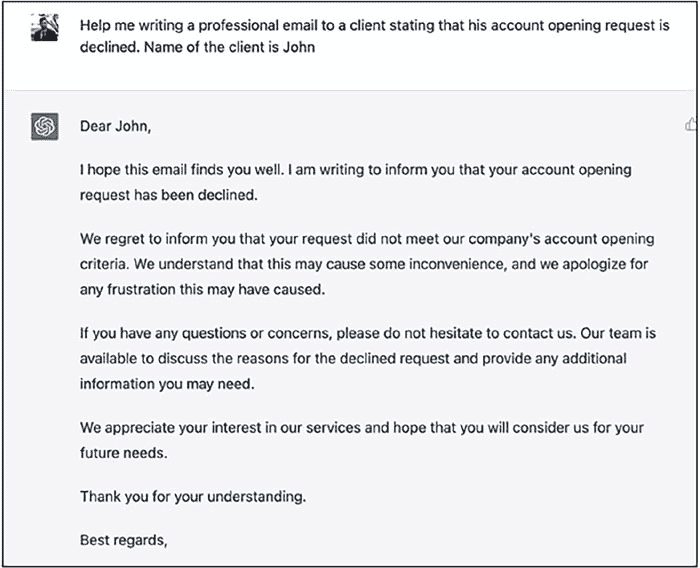 Help me writing a professional email to a client stating that his account opening request is
declined. Name of the client is John
Dear John,
I hope this email finds you well. I am writing to inform you that your account opening
request has been declined.
We regret to inform you that your request did not meet our company's account opening
criteria. We understand that this may cause some inconvenience, and we apologize for
any frustration this may have caused.
If you have any questions or concerns, please do not hesitate to contact us. Our team is
available to discuss the reasons for the declined request and provide any additional
information you may need.
We appreciate your interest in our services and hope that you will consider us for your
future needs.
Thank you for your understanding.
Best regards,